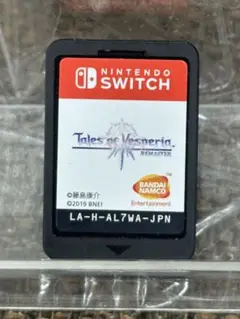 NINTENDO
SWITCH
Tales of Vesperia
REMASTER
©藤島康介
©2019 BNEI
BANDAI
NAMCO
Entertainment
LA-H-AL7WA-JPN